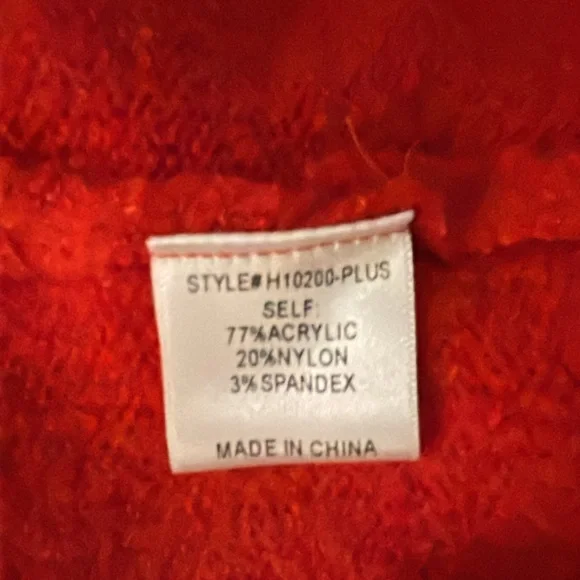 STYLE# H10200-PLUS
SELF:
77%ACRYLIC
20%NYLON
3%SPANDEX
MADE IN CHINA